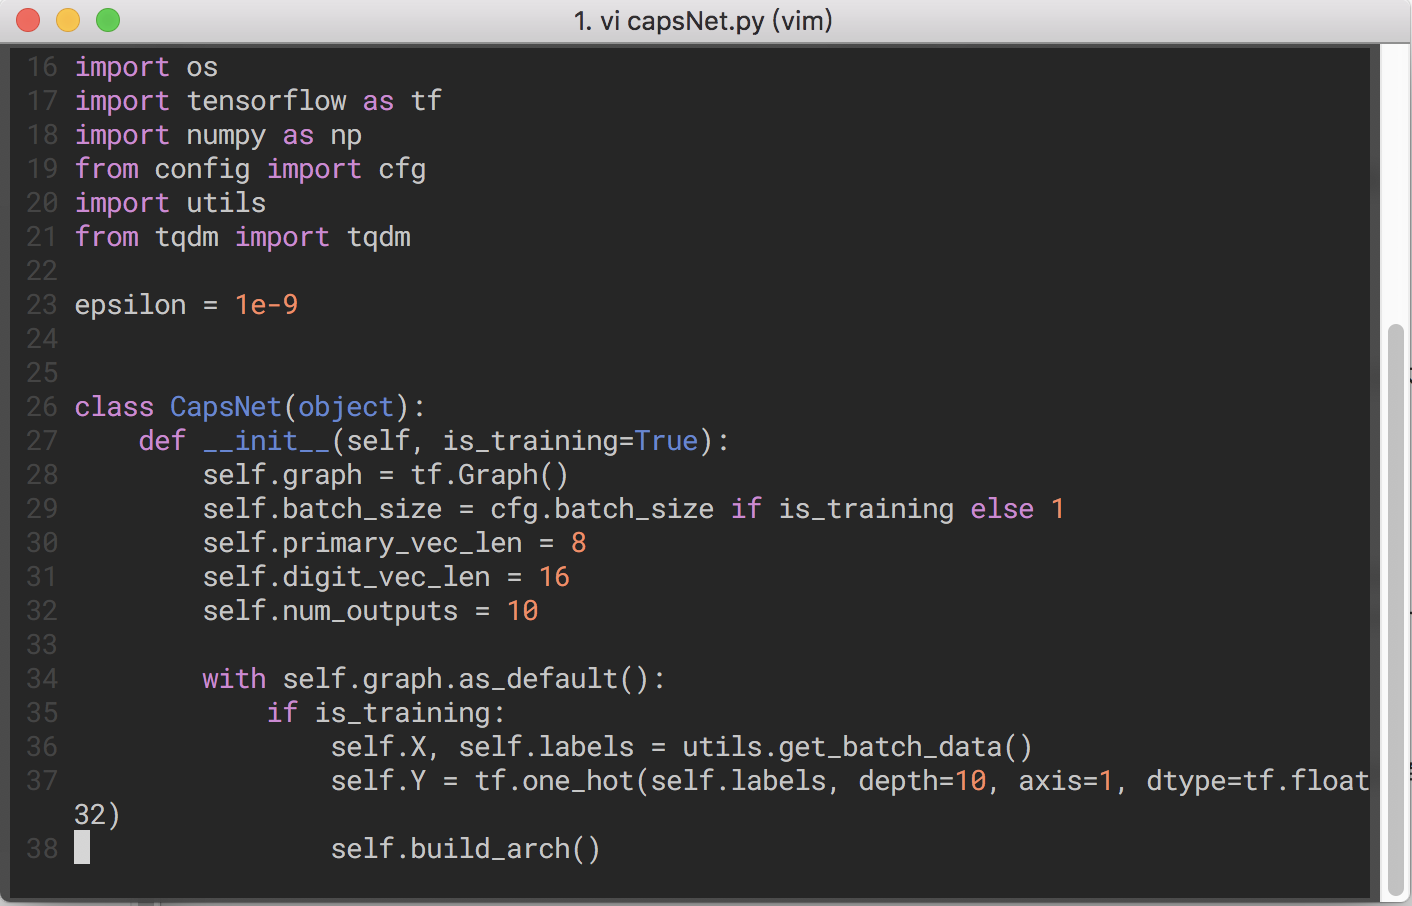 1. vi capsNet.py (vim)
16 import os
17 import tensorflow as tf
18 import numpy as np
19 from config import cfg
20 import utils
21 from tqdm import tqdm
22
23 epsilon = 1e-9
24
25
26 class CapsNet(object):
27     def __init__(self, is_training=True):
28         self.graph = tf.Graph()
29         self.batch_size = cfg.batch_size if is_training else 1
30         self.primary_vec_len = 8
31         self.digit_vec_len = 16
32         self.num_outputs = 10
33
34         with self.graph.as_default():
35             if is_training:
36                 self.X, self.labels = utils.get_batch_data()
37                 self.Y = tf.one_hot(self.labels, depth=10, axis=1, dtype=tf.float
32)
38                 self.build_arch()